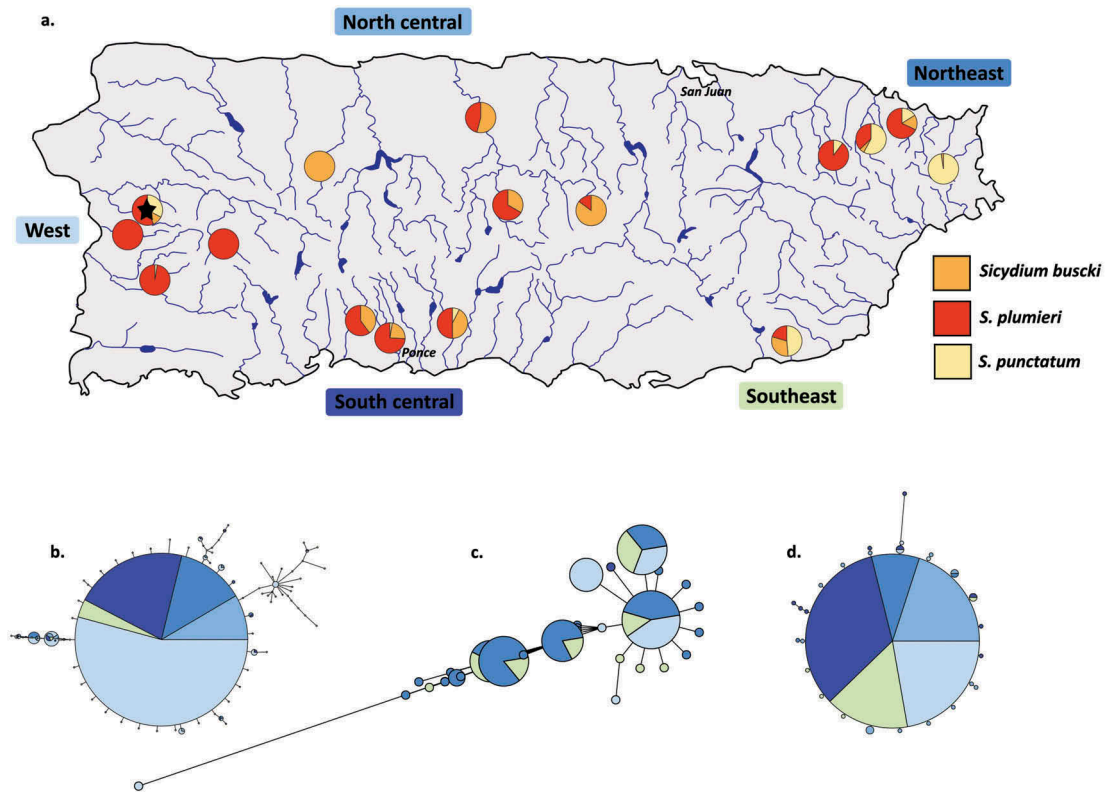 a.
North central
San Juan
Northeast
West
Sicydium buscki
S. plumieri
S. punctatum
Ponce
South central
Southeast
b.
c.
d.